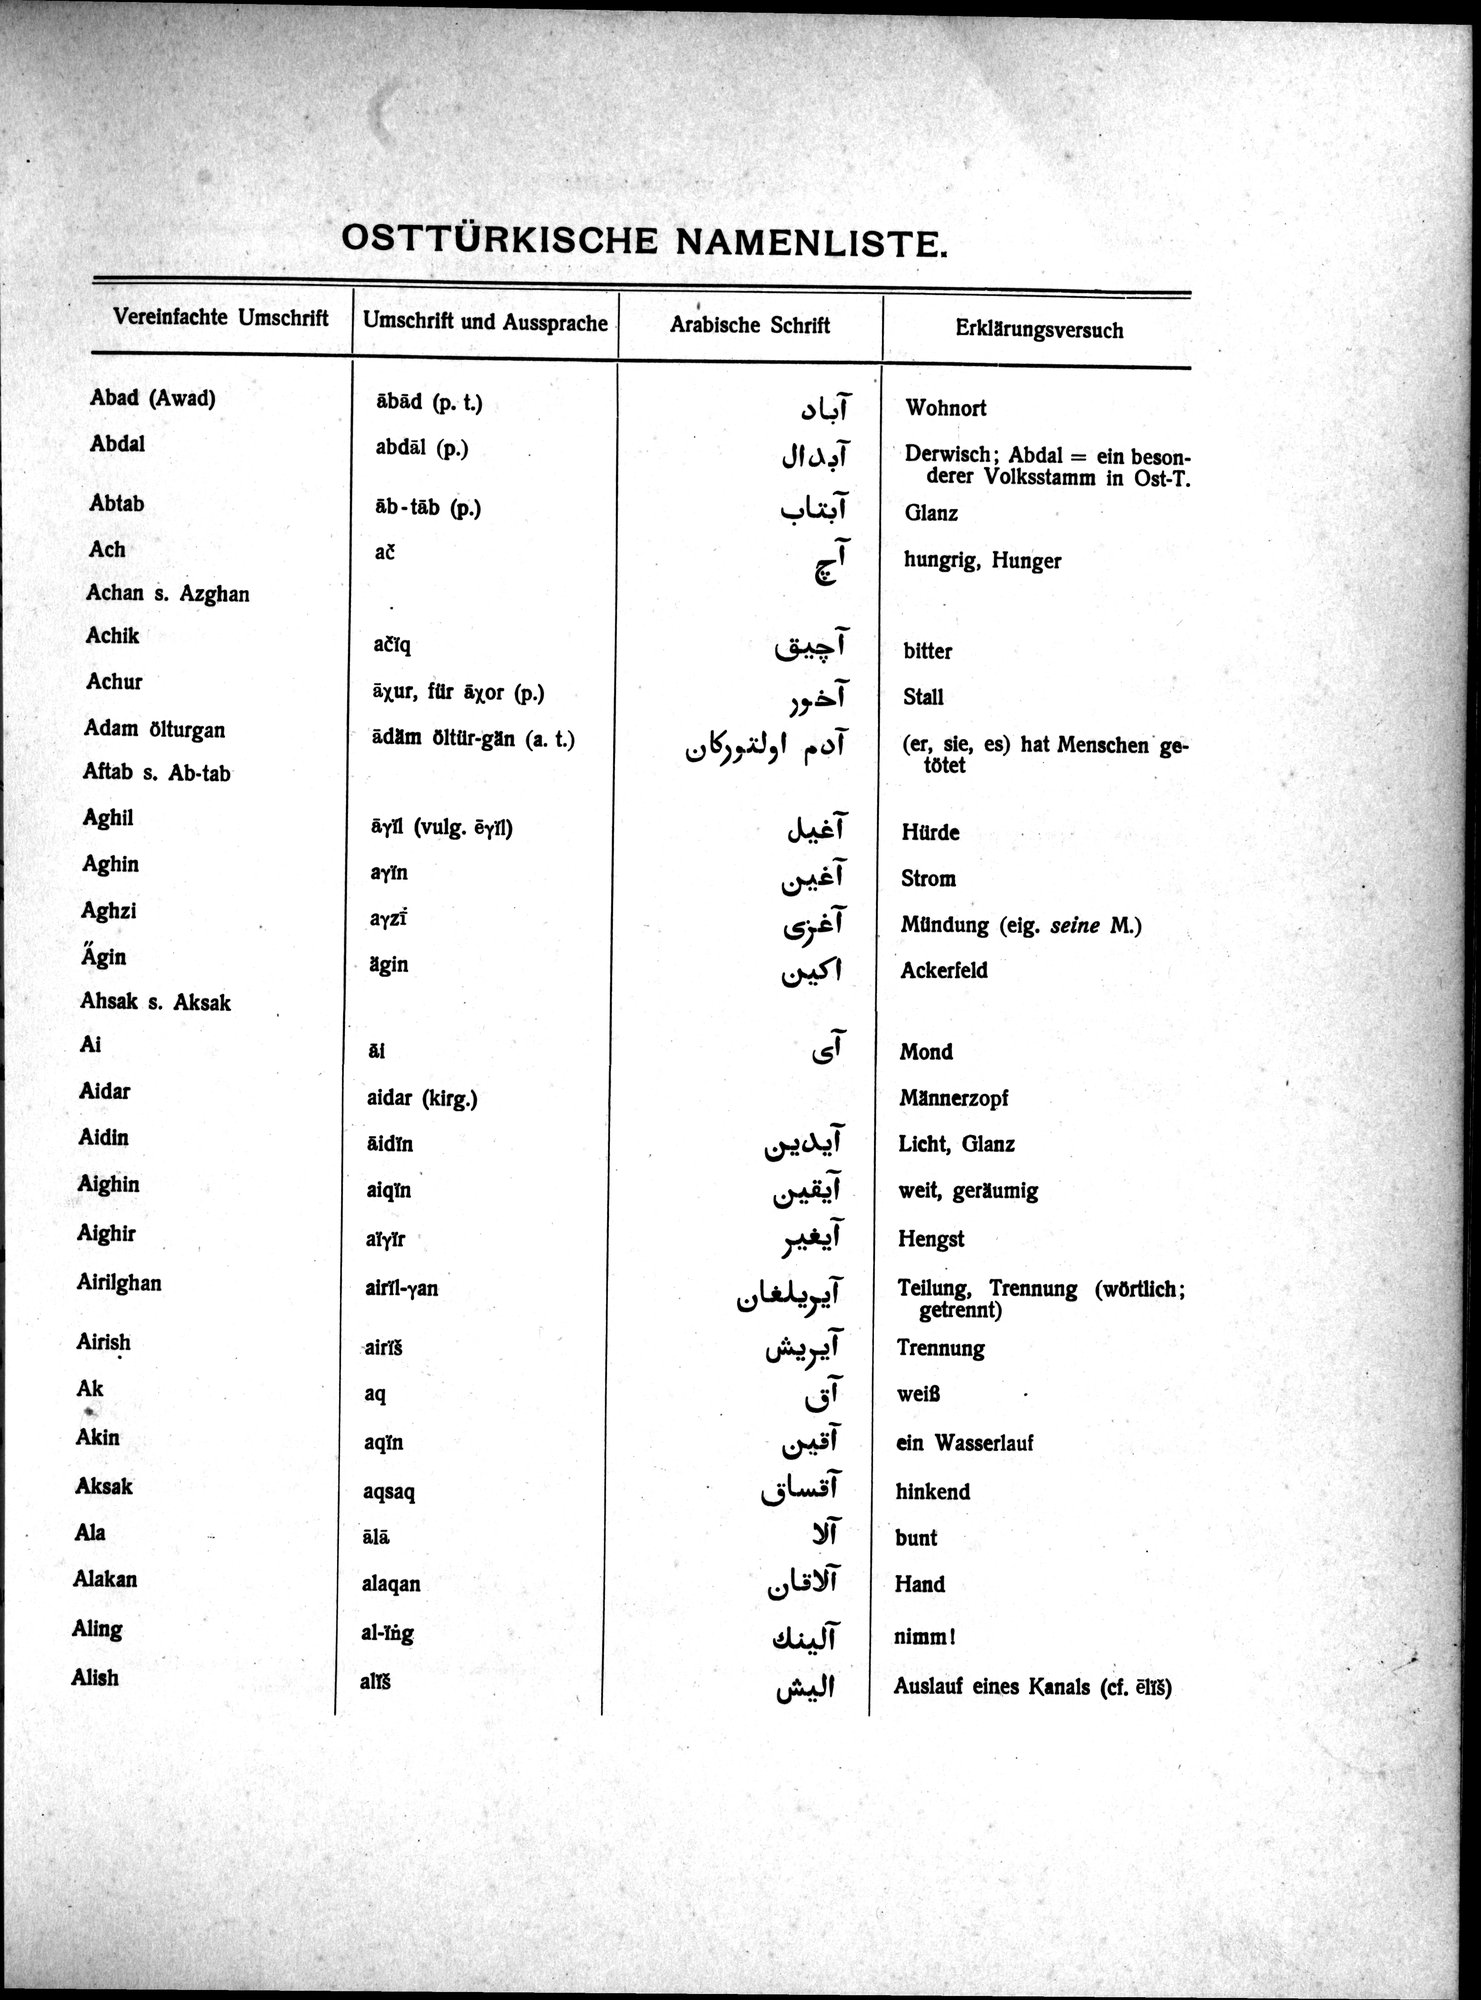 OSTTÜRKISCHE NAMENLISTE.
Vereinfachte Umschrift | Umschrift und Aussprache | Arabische Schrift | Erklärungsversuch
Abad (Awad) | ābād (p. t.) | آباد | Wohnort
Abdal | abdāl (p.) | آبدال | Derwisch; Abdal = ein beson-
derer Volksstamm in Ost-T.
Abtab | āb-tāb (p.) | آبتاب | Glanz
Ach | ač | آچ | hungrig, Hunger
Achan s. Azghan
Achik | ačïq | آچيق | bitter
Achur | āχur, für āχor (p.) | آخور | Stall
Adam ölturgan | ādäm öltür-gän (a. t.) | آدم اولتوركان | (er, sie, es) hat Menschen ge-
tötet
Aftab s. Ab-tab
Aghil | āγïl (vulg. ēγïl) | آغيل | Hürde
Aghin | aγïn | آغين | Strom
Aghzi | aγzï | آغزى | Mündung (eig. seine M.)
Ägin | ägin | اكين | Ackerfeld
Ahsak s. Aksak
Ai | āi | آى | Mond
Aidar | aidar (kirg.) | Männerzopf
Aidin | āidïn | آيدين | Licht, Glanz
Aighin | aiqïn | آيقين | weit, geräumig
Aighir | aïγïr | آيغير | Hengst
Airilghan | airïl-γan | آيريلغان | Teilung, Trennung (wörtlich;
getrennt)
Airish | airïš | آيريش | Trennung
Ak | aq | آق | weiß
Akin | aqïn | آقين | ein Wasserlauf
Aksak | aqsaq | آقساق | hinkend
Ala | ālā | آلا | bunt
Alakan | alaqan | آلاقان | Hand
Aling | al-ïṅg | آلينك | nimm!
Alish | alïš | اليش | Auslauf eines Kanals (cf. ēlïš)